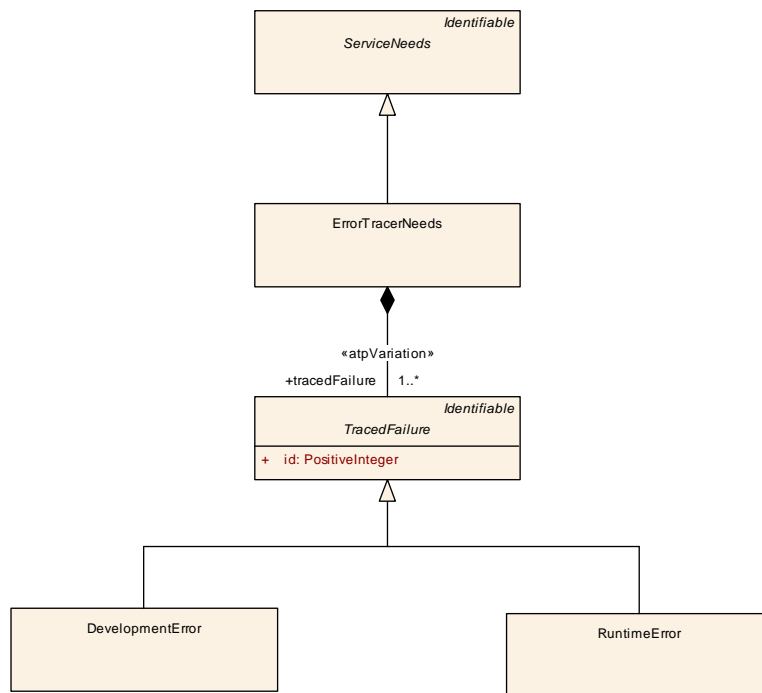 Identifiable
ServiceNeeds
ErrorTracerNeeds
«atpVariation»
+tracedFailure 1..*
Identifiable
TracedFailure
+ id: PositiveInteger
DevelopmentError
RuntimeError